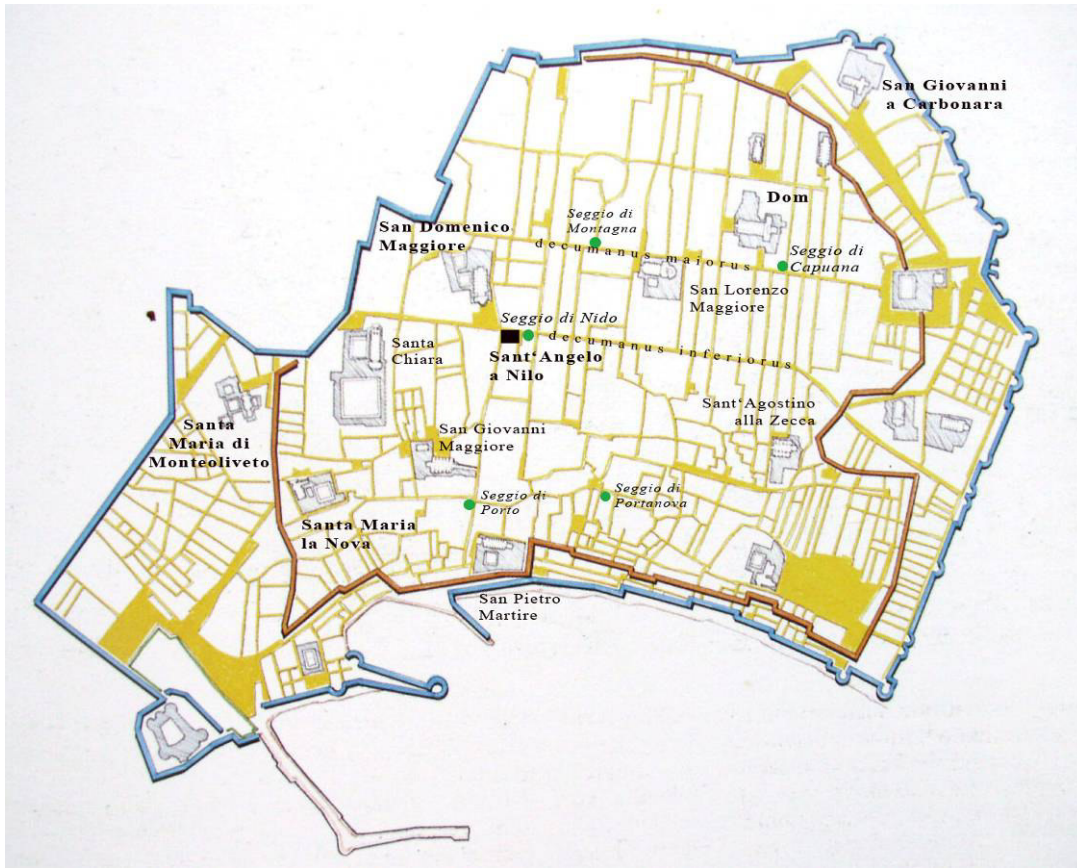 San Giovanni
a Carbonara
Dom
Seggio di
Montagna
San Domenico
Maggiore
decumanus maiorus
Seggio di
Capuana
San Lorenzo
Maggiore
Seggio di Nido
decumanus inferiorus
Santa
Chiara
Sant'Angelo
a Nilo
Sant'Agostino
alla Zecca
Santa
Maria di
Monteoliveto
San Giovanni
Maggiore
Seggio di
Porto
Seggio di
Portanova
Santa Maria
la Nova
San Pietro
Martire